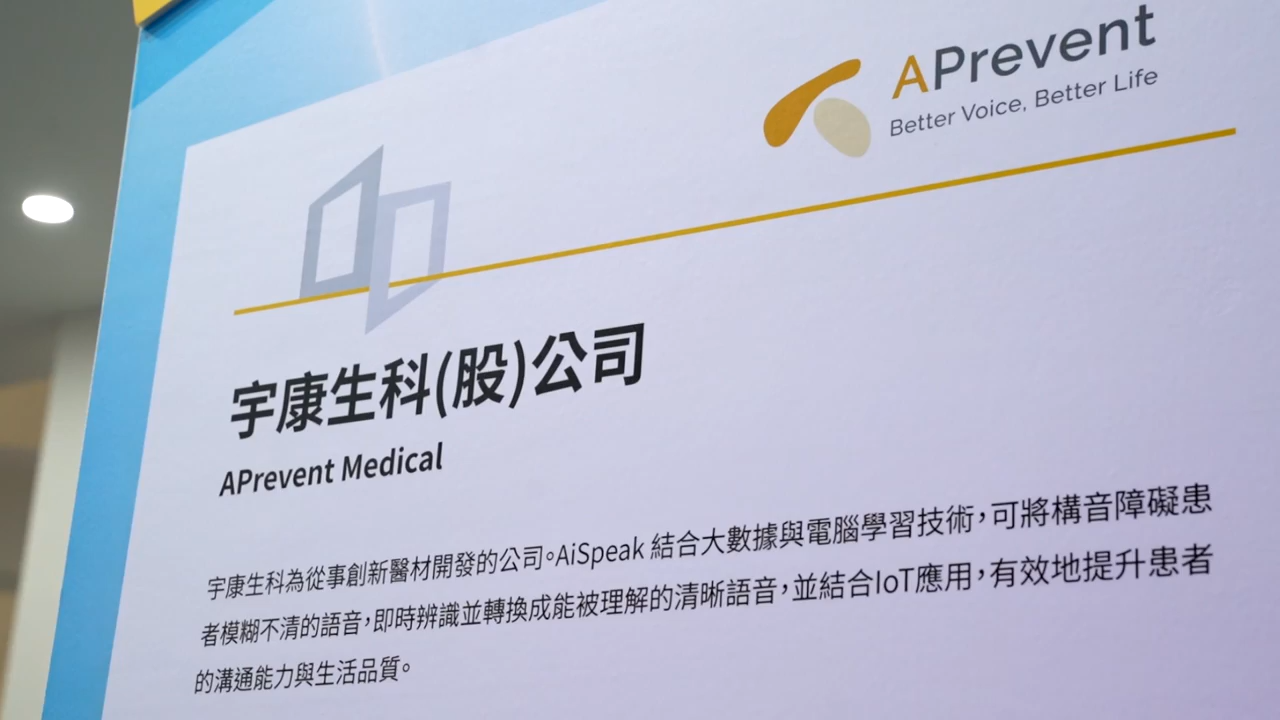 APrevent
Better Voice, Better Life
宇康生科(股)公司
APrevent Medical
宇康生科為從事創新醫材開發的公司。AiSpeak 結合大數據與電腦學習技術，可將構音障礙患
者模糊不清的語音，即時辨識並轉換成能被理解的清晰語音，並結合IoT應用，有效地提升患者
的溝通能力與生活品質。